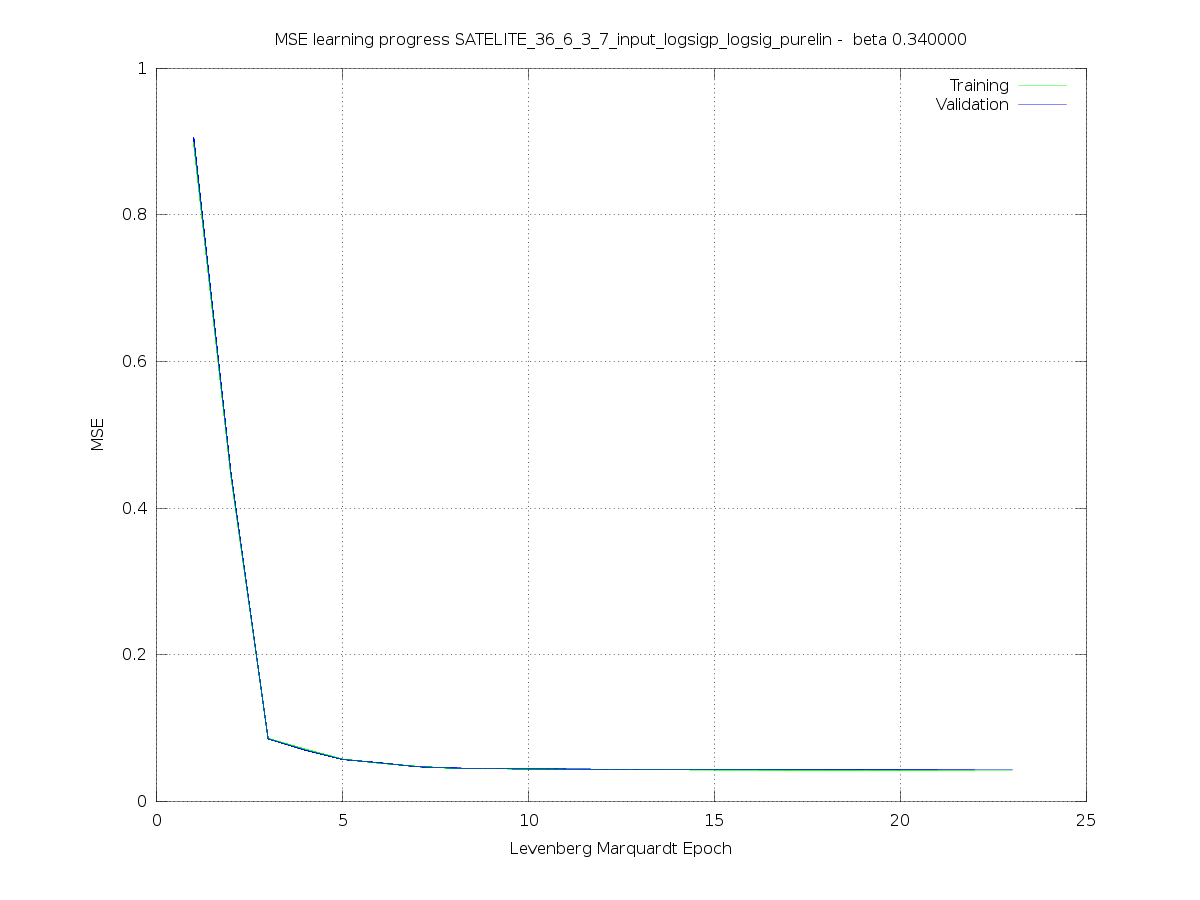 MSE learning progress SATELITE_36_6_3_7_input_logsigp_logsig_purelin - beta 0.340000
1
Training
Validation
0.8
0.6
MSE
0.4
0.2
0
0 5 10 15 20 25
Levenberg Marquardt Epoch